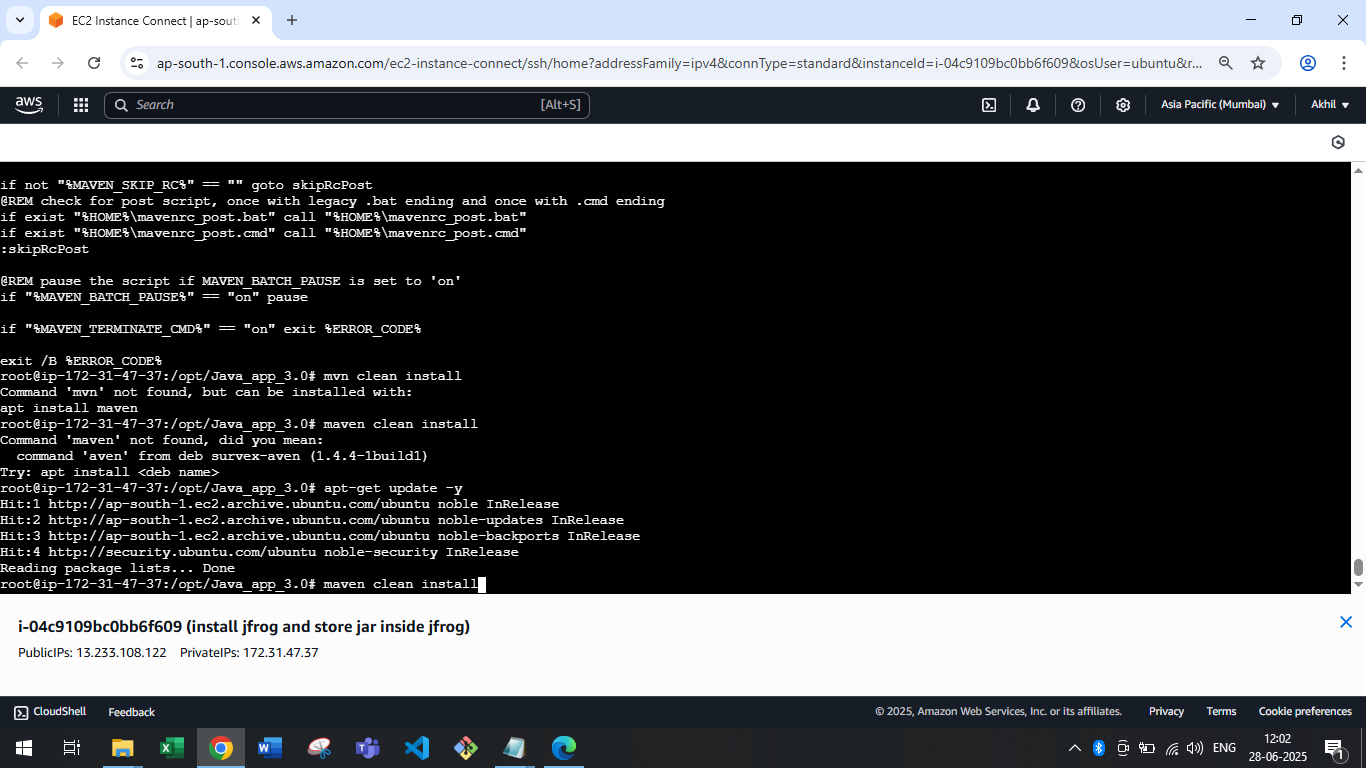 EC2 Instance Connect | ap-sout
ap-south-1.console.aws.amazon.com/ec2-instance-connect/ssh/home?addressFamily=ipv4&connType=standard&instanceId=i-04c9109bc0bb6f609&osUser=ubuntu&r...
aws
Search
[Alt+S]
Asia Pacific (Mumbai)
Akhil
if not "%MAVEN_SKIP_RC%" == "" goto skipRcPost
@REM check for post script, once with legacy .bat ending and once with .cmd ending
if exist "%HOME%\mavenrc_post.bat" call "%HOME%\mavenrc_post.bat"
if exist "%HOME%\mavenrc_post.cmd" call "%HOME%\mavenrc_post.cmd"
:skipRcPost
@REM pause the script if MAVEN_BATCH_PAUSE is set to 'on'
if "%MAVEN_BATCH_PAUSE%" == "on" pause
if "%MAVEN_TERMINATE_CMD%" == "on" exit %ERROR_CODE%
exit /B %ERROR_CODE%
root@ip-172-31-47-37:/opt/Java_app_3.0# mvn clean install
Command 'mvn' not found, but can be installed with:
apt install maven
root@ip-172-31-47-37:/opt/Java_app_3.0# maven clean install
Command 'maven' not found, did you mean:
  command 'aven' from deb survex-aven (1.4.4-1build1)
Try: apt install <deb name>
root@ip-172-31-47-37:/opt/Java_app_3.0# apt-get update -y
Hit:1 http://ap-south-1.ec2.archive.ubuntu.com/ubuntu noble InRelease
Hit:2 http://ap-south-1.ec2.archive.ubuntu.com/ubuntu noble-updates InRelease
Hit:3 http://ap-south-1.ec2.archive.ubuntu.com/ubuntu noble-backports InRelease
Hit:4 http://security.ubuntu.com/ubuntu noble-security InRelease
Reading package lists... Done
root@ip-172-31-47-37:/opt/Java_app_3.0# maven clean install
i-04c9109bc0bb6f609 (install jfrog and store jar inside jfrog)
PublicIPs: 13.233.108.122 PrivateIPs: 172.31.47.37
CloudShell
Feedback
© 2025, Amazon Web Services, Inc. or its affiliates.
Privacy
Terms
Cookie preferences
ENG
12:02
28-06-2025
1